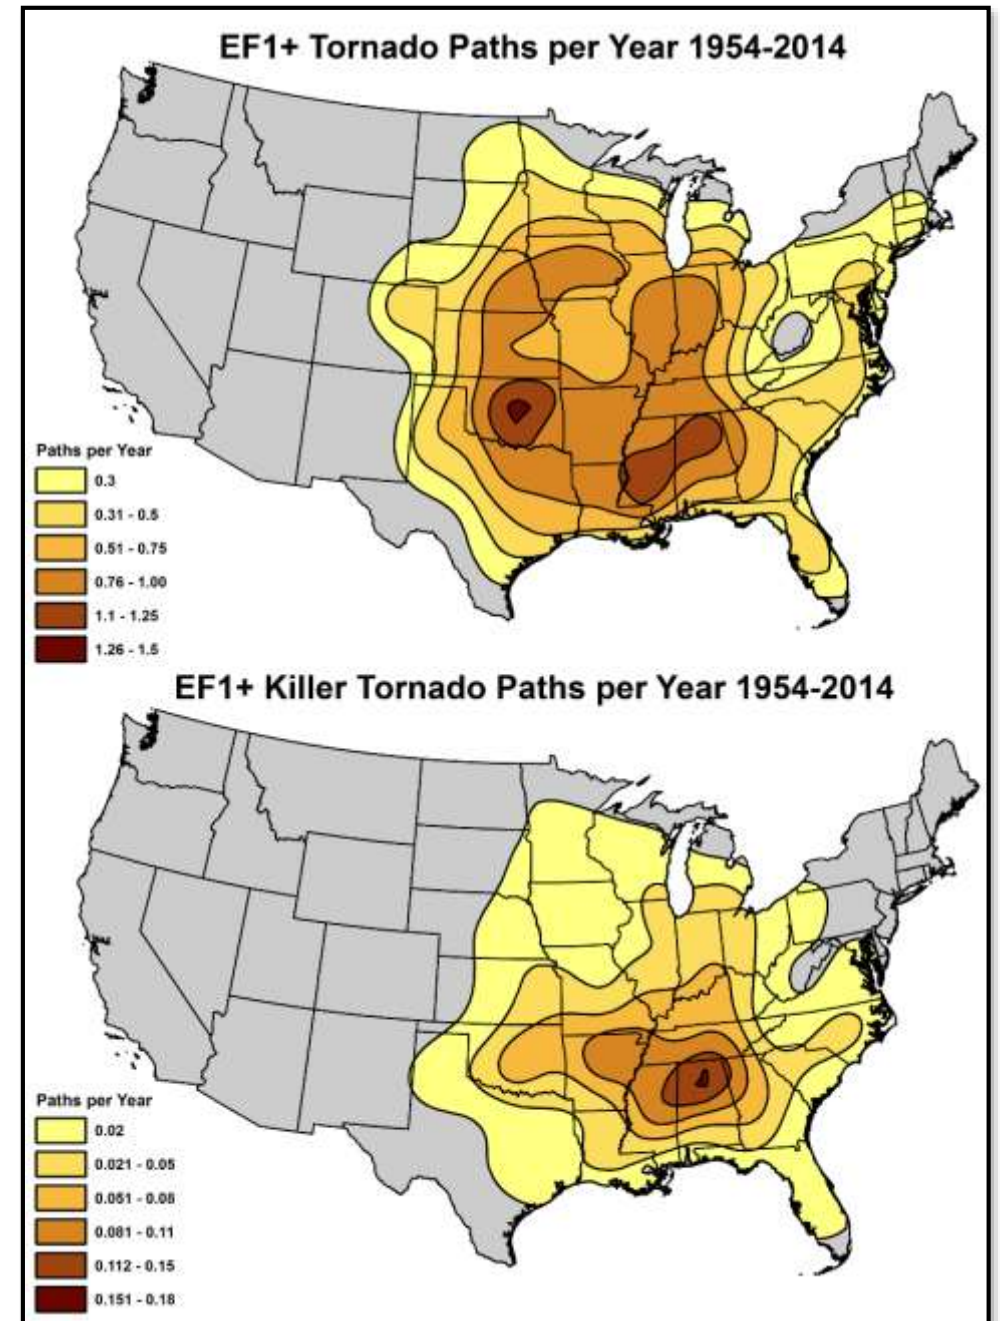 EF1+ Tornado Paths per Year 1954-2014
Paths per Year
0.3
0.31 - 0.5
0.51 - 0.75
0.76 - 1.00
1.1 - 1.25
1.26 - 1.5
EF1+ Killer Tornado Paths per Year 1954-2014
Paths per Year
0.02
0.021 - 0.05
0.051 - 0.08
0.081 - 0.11
0.112 - 0.15
0.151 - 0.18